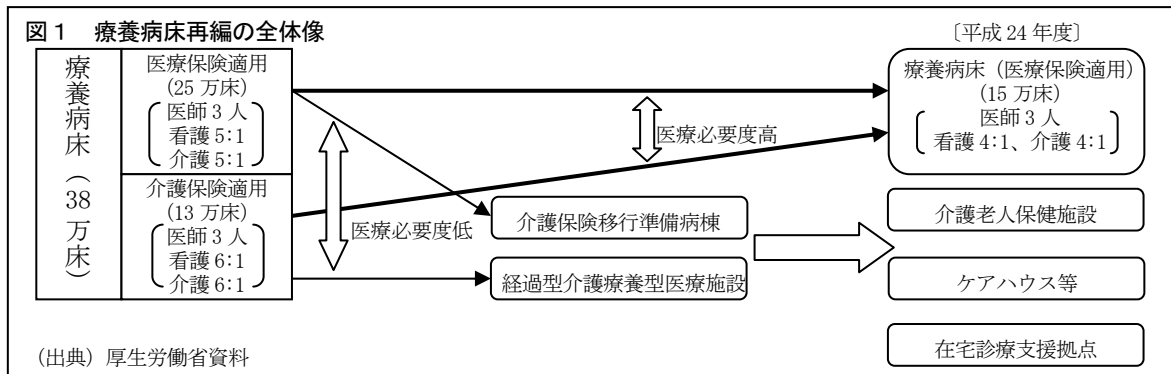 図1 療養病床再編の全体像
〔平成24年度〕
療養病床(38万床)
医療保険適用
(25万床)
医師3人
看護5:1
介護5:1
介護保険適用
(13万床)
医師3人
看護6:1
介護6:1
医療必要度高
医療必要度低
介護保険移行準備病棟
経過型介護療養型医療施設
療養病床(医療保険適用)
(15万床)
医師3人
看護4:1、介護4:1
介護老人保健施設
ケアハウス等
在宅診療支援拠点
(出典)厚生労働省資料